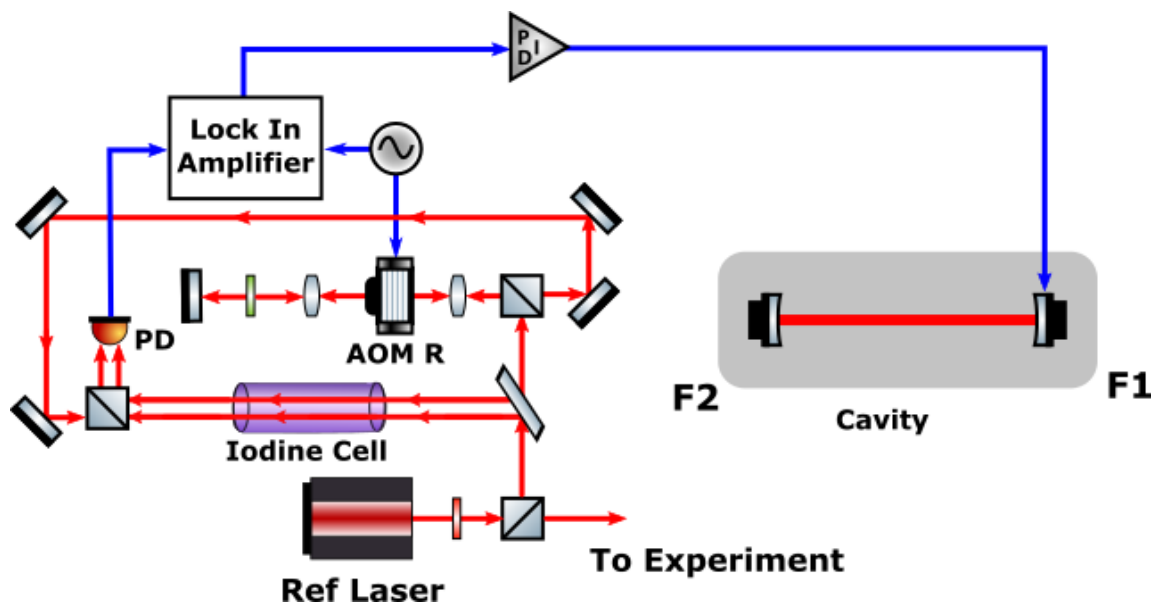 P I
D
Lock In
Amplifier
PD
AOM R
F2
F1
Cavity
Iodine Cell
To Experiment
Ref Laser